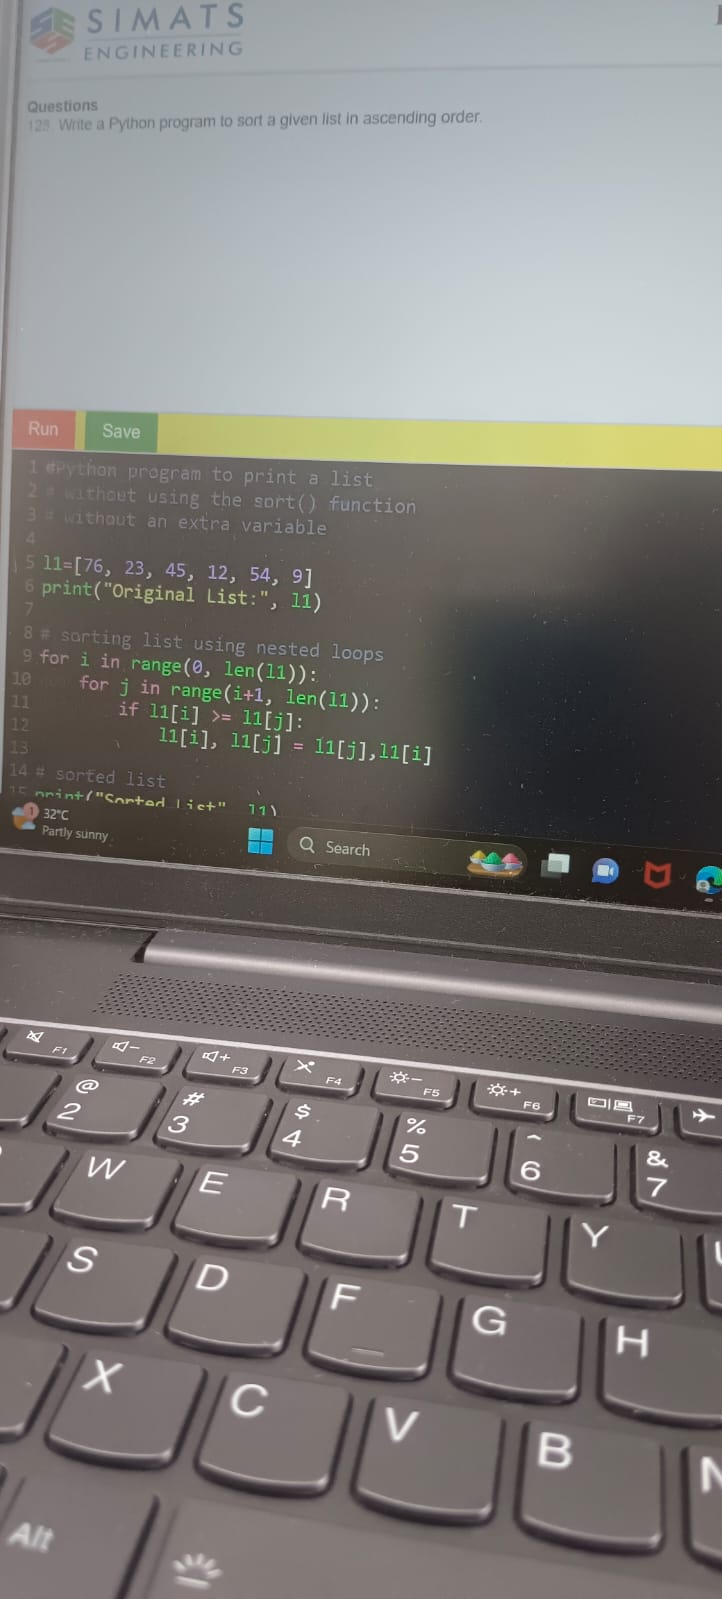 SIMATS
ENGINEERING
Questions
128. Write a Python program to sort a given list in ascending order.
Run Save
1 #Python program to print a list
2 # without using the sort() function
3 # without an extra variable
4
5 l1=[76, 23, 45, 12, 54, 9]
6 print("Original List:", l1)
7
8 # sorting list using nested loops
9 for i in range(0, len(l1)):
10 for j in range(i+1, len(l1)):
11 if l1[i] >= l1[j]:
12 l1[i], l1[j] = l1[j],l1[i]
13
14 # sorted list
15 print("Sorted List" l1)
1
32°C
Partly sunny
Search
F1 F2 F3 F4 F5 F6 F7
@ # $ % ^ &
2 3 4 5 6 7
W E R T Y
S D F G H
X C V B N
Alt